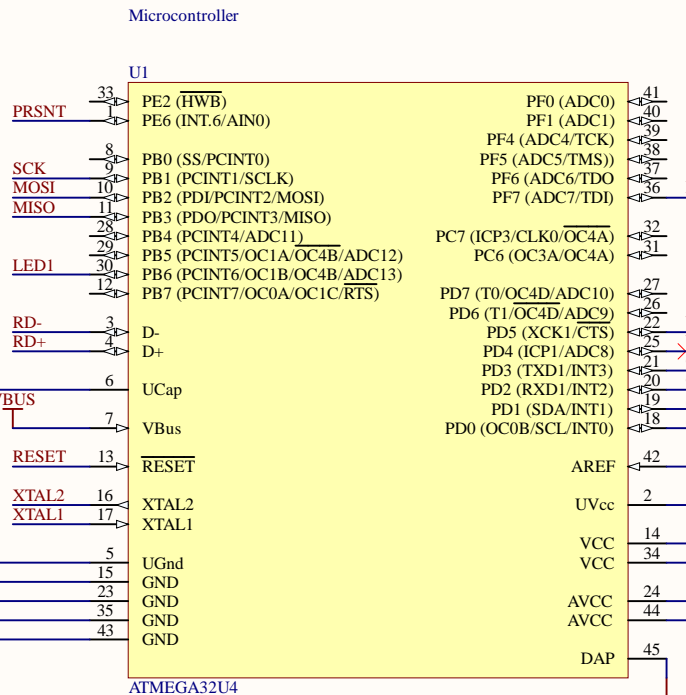 Microcontroller
U1
33 PE2 (HWB) PF0 (ADC0) 41
PRSNT 1 PE6 (INT.6/AIN0) PF1 (ADC1) 40
PF4 (ADC4/TCK) 39
8 PB0 (SS/PCINT0) PF5 (ADC5/TMS)) 38
SCK 9 PB1 (PCINT1/SCLK) PF6 (ADC6/TDO 37
MOSI 10 PB2 (PDI/PCINT2/MOSI) PF7 (ADC7/TDI) 36
MISO 11 PB3 (PDO/PCINT3/MISO)
28 PB4 (PCINT4/ADC11) PC7 (ICP3/CLK0/OC4A) 32
29 PB5 (PCINT5/OC1A/OC4B/ADC12) PC6 (OC3A/OC4A) 31
LED1 30 PB6 (PCINT6/OC1B/OC4B/ADC13)
12 PB7 (PCINT7/OC0A/OC1C/RTS) PD7 (T0/OC4D/ADC10) 27
PD6 (T1/OC4D/ADC9) 26
RD- 3 D- PD5 (XCK1/CTS) 22
RD+ 4 D+ PD4 (ICP1/ADC8) 25
PD3 (TXD1/INT3) 21
6 UCap PD2 (RXD1/INT2) 20
VBUS PD1 (SDA/INT1) 19
7 VBus PD0 (OC0B/SCL/INT0) 18
RESET 13 RESET AREF 42
XTAL2 16 XTAL2 UVcc 2
XTAL1 17 XTAL1
VCC 14
5 UGnd VCC 34
15 GND
23 GND AVCC 24
35 GND AVCC 44
43 GND
DAP 45
ATMEGA32U4